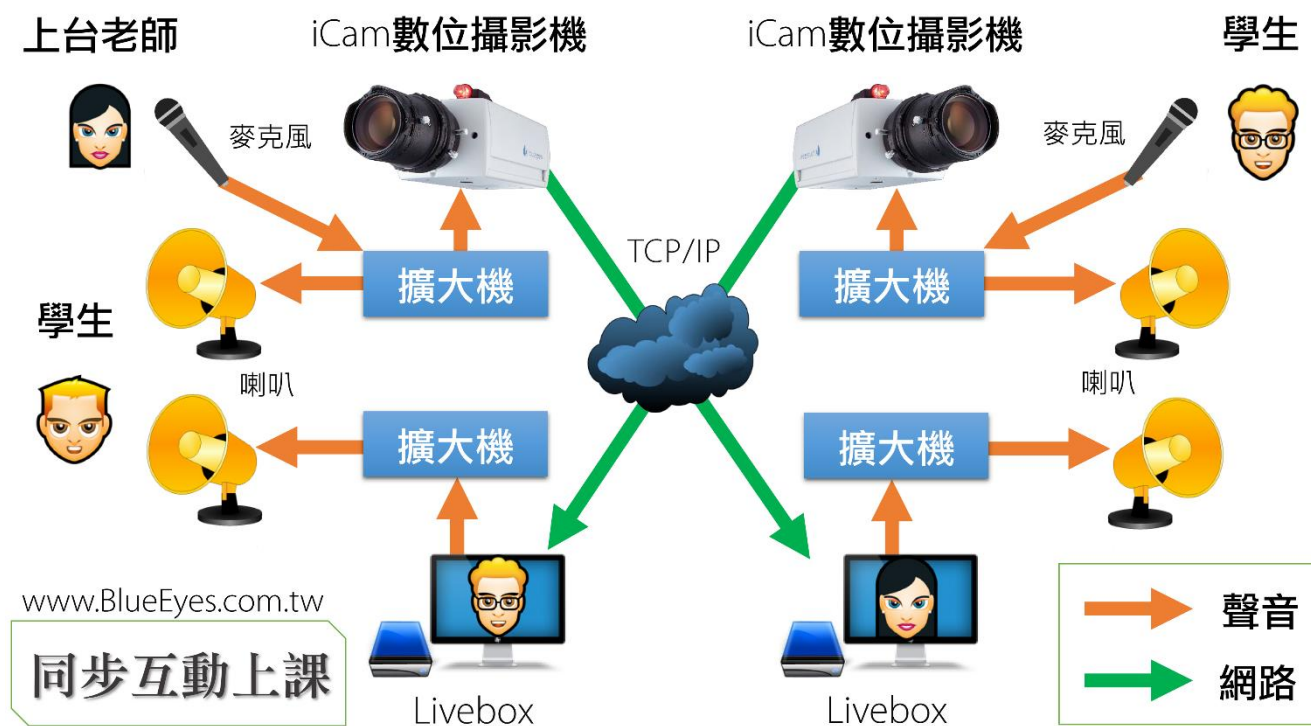 上台老師
iCam數位攝影機
iCam數位攝影機
學生
麥克風
麥克風
TCP/IP
擴大機
擴大機
學生
喇叭
喇叭
擴大機
擴大機
www.BlueEyes.com.tw
同步互動上課
Livebox
Livebox
聲音
網路